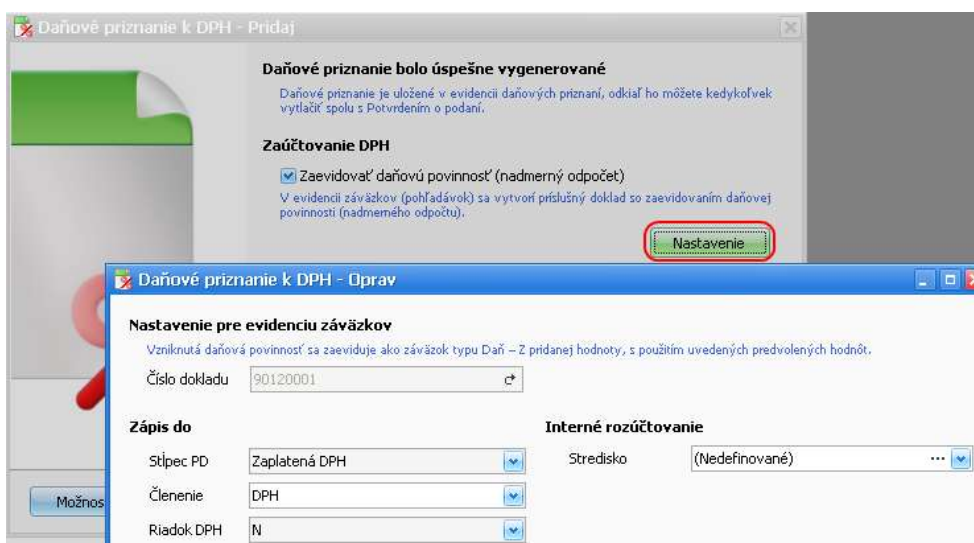 Daňové priznanie k DPH - Pridaj
Daňové priznanie bolo úspešne vygenerované
Daňové priznanie je uložené v evidencii daňových priznaní, odkiaľ ho môžete kedykoľvek
vytlačiť spolu s Potvrdením o podaní.
Zaúčtovanie DPH
Zaevidovať daňovú povinnosť (nadmerný odpočet)
V evidencii záväzkov (pohľadávok) sa vytvorí príslušný doklad so zaevidovaním daňovej
povinnosti (nadmerného odpočtu).
Nastavenie
Daňové priznanie k DPH - Oprav
Nastavenie pre evidenciu záväzkov
Vzniknutá daňová povinnosť sa zaeviduje ako záväzok typu Daň – Z pridanej hodnoty, s použitím uvedených predvolených hodnôt.
Číslo dokladu 90120001
Zápis do
Interné rozúčtovanie
Stĺpec PD Zaplatená DPH
Stredisko (Nedefinované) ...
Členenie DPH
Možnos
Riadok DPH N